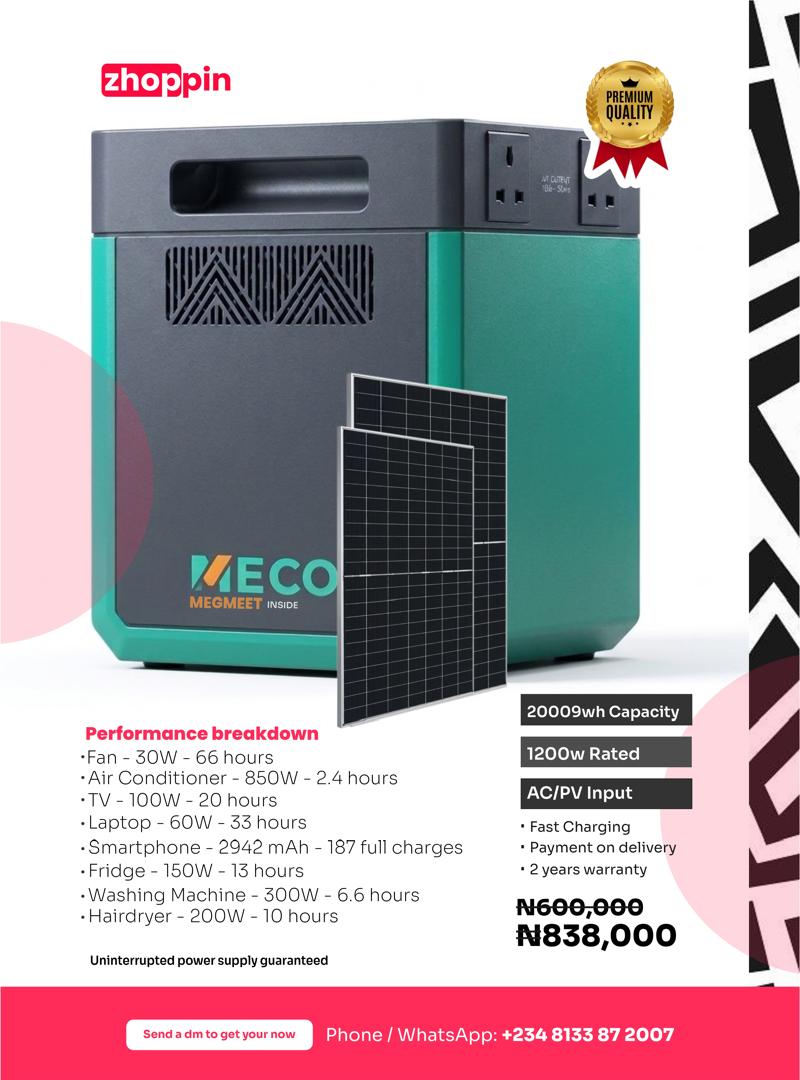 zhoppin
PREMIUM
QUALITY
MECO
MEGMEET INSIDE
20009wh Capacity
1200w Rated
AC/PV Input
• Fast Charging
• Payment on delivery
• 2 years warranty
₦600,000
₦838,000
Performance breakdown
•Fan - 30W - 66 hours
•Air Conditioner - 850W - 2.4 hours
•TV - 100W - 20 hours
•Laptop - 60W - 33 hours
•Smartphone - 2942 mAh - 187 full charges
•Fridge - 150W - 13 hours
•Washing Machine - 300W - 6.6 hours
•Hairdryer - 200W - 10 hours
Uninterrupted power supply guaranteed
Send a dm to get your now
Phone / WhatsApp: +234 8133 87 2007